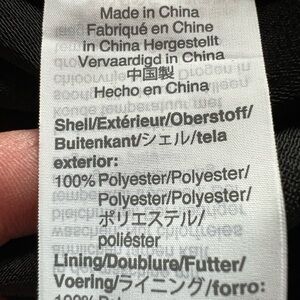 Made in China
Fabriqué en Chine
in China Hergestellt
Vervaardigd in China
中国製
Hecho en China
Shell/Extérieur/Oberstoff/
Buitenkant/シェル/tela
exterior:
100% Polyester/Polyester/
Polyester/Polyester/
ポリエステル/
poliéster
Lining/Doublure/Futter/
Voering/ライニング/forro: